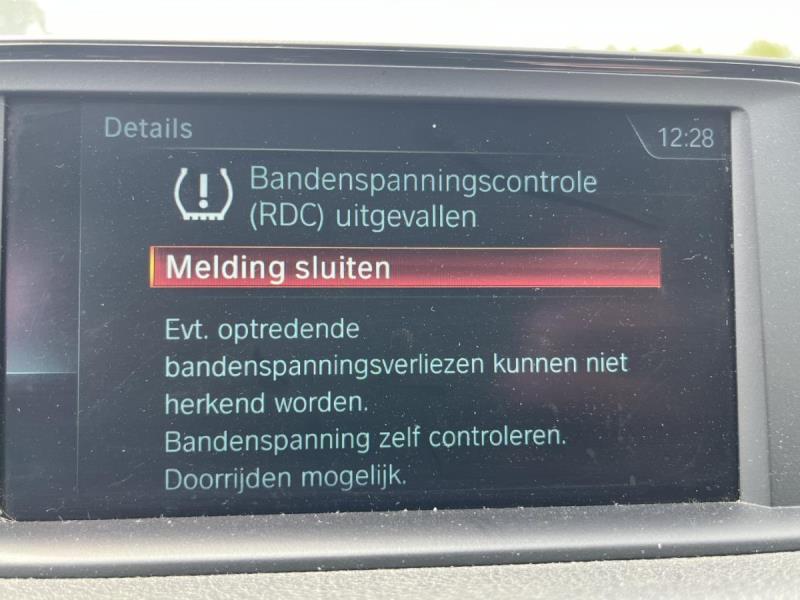 Details
12:28
Bandenspanningscontrole
(RDC) uitgevallen
Melding sluiten
Evt. optredende
bandenspanningsverliezen kunnen niet
herkend worden.
Bandenspanning zelf controleren.
Doorrijden mogelijk.